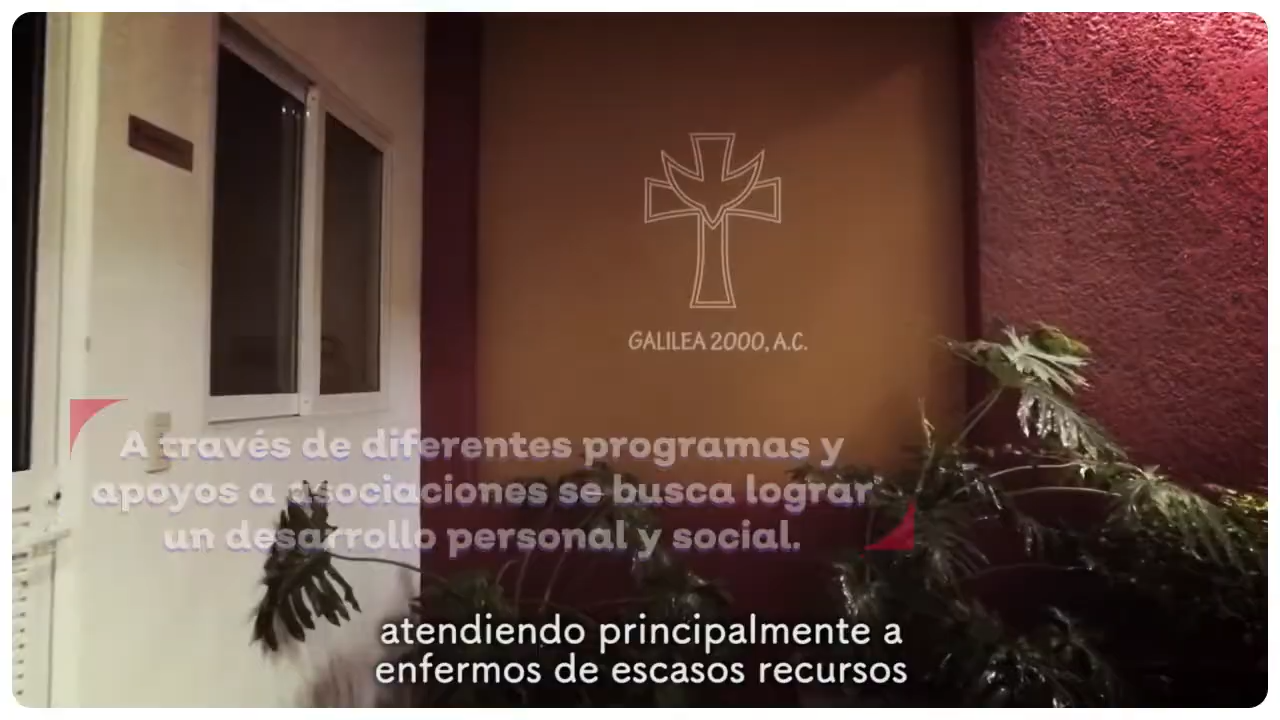 GALILEA 2000, A.C.
A través de diferentes programas y
apoyos a asociaciones se busca lograr
un desarrollo personal y social.
atendiendo principalmente a
enfermos de escasos recursos